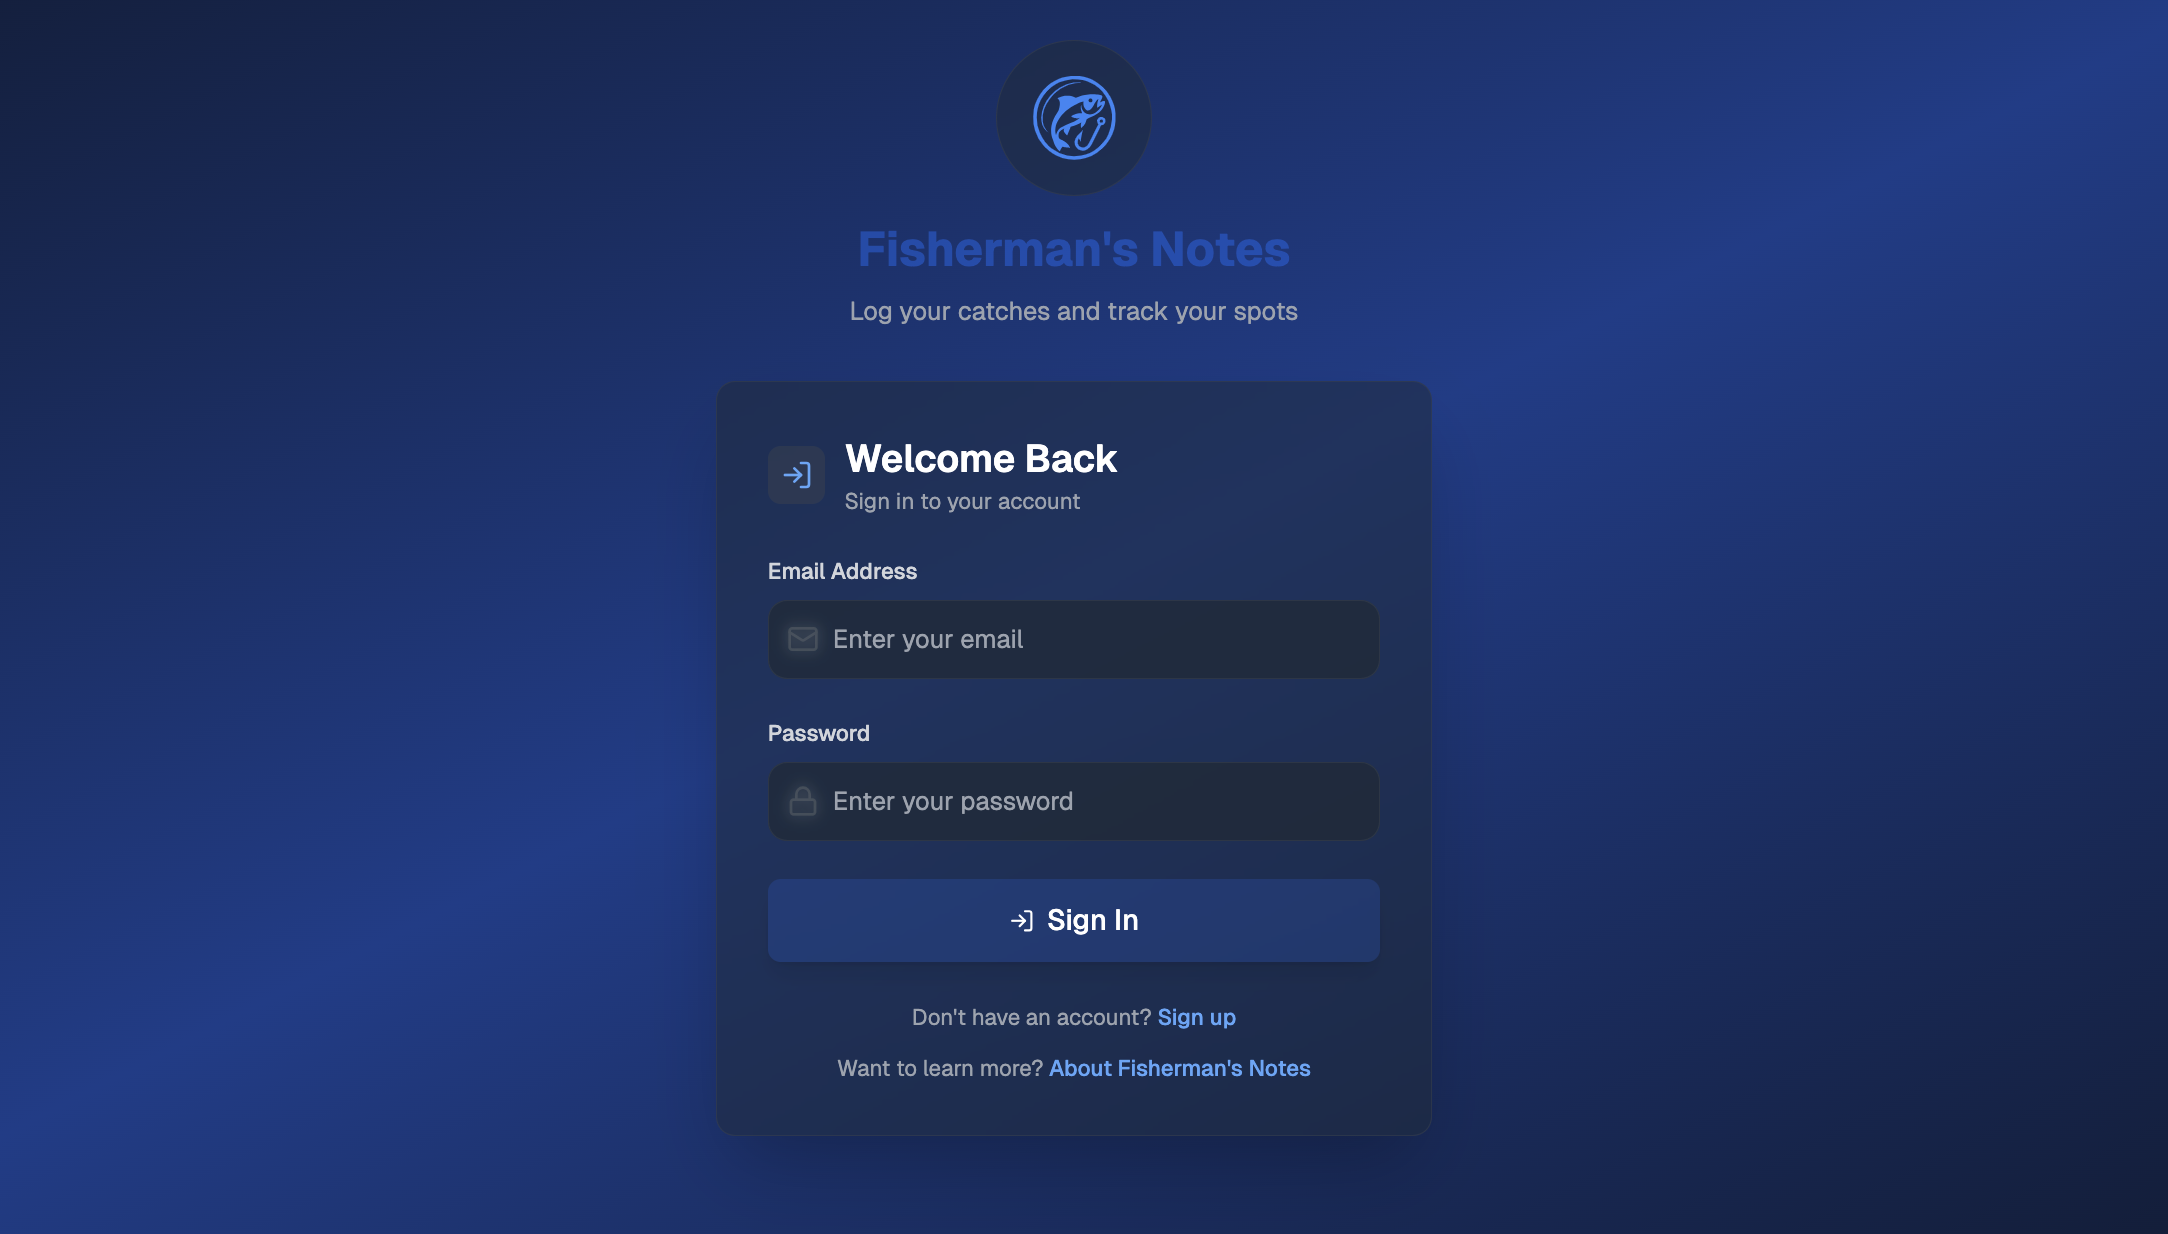 Fisherman's Notes
Log your catches and track your spots
Welcome Back
Sign in to your account
Email Address
Enter your email
Password
Enter your password
Sign In
Don't have an account? Sign up
Want to learn more? About Fisherman's Notes